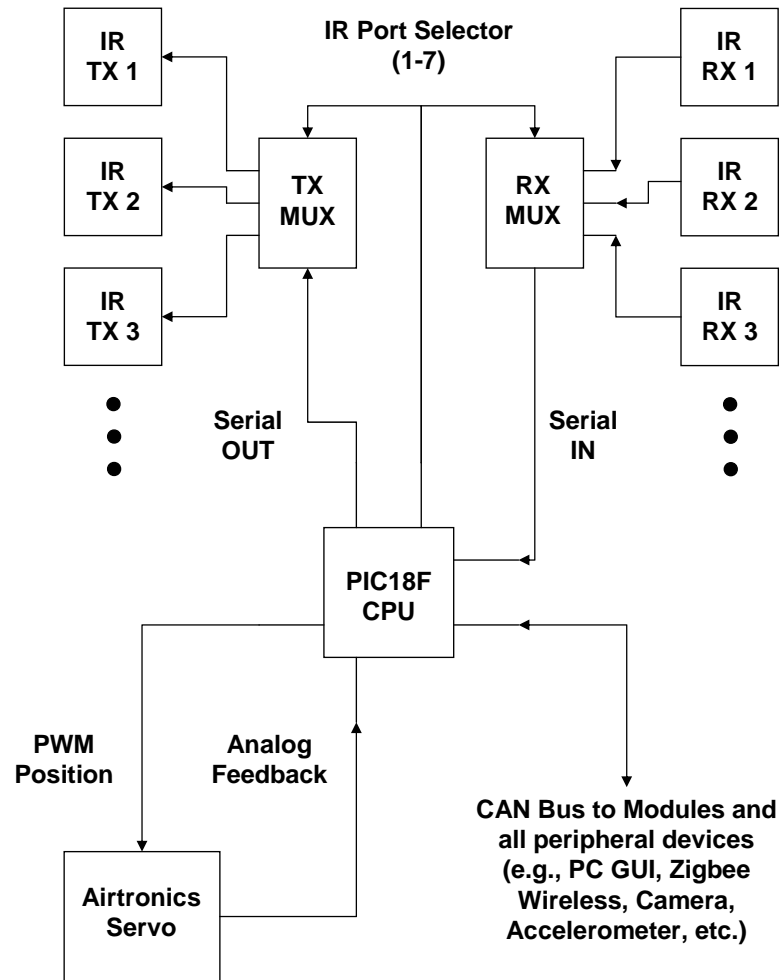 IR Port Selector
(1-7)
IR
TX 1
IR
TX 2
IR
TX 3
TX
MUX
RX
MUX
IR
RX 1
IR
RX 2
IR
RX 3
Serial
OUT
Serial
IN
PIC18F
CPU
PWM
Position
Analog
Feedback
Airtronics
Servo
CAN Bus to Modules and
all peripheral devices
(e.g., PC GUI, Zigbee
Wireless, Camera,
Accelerometer, etc.)